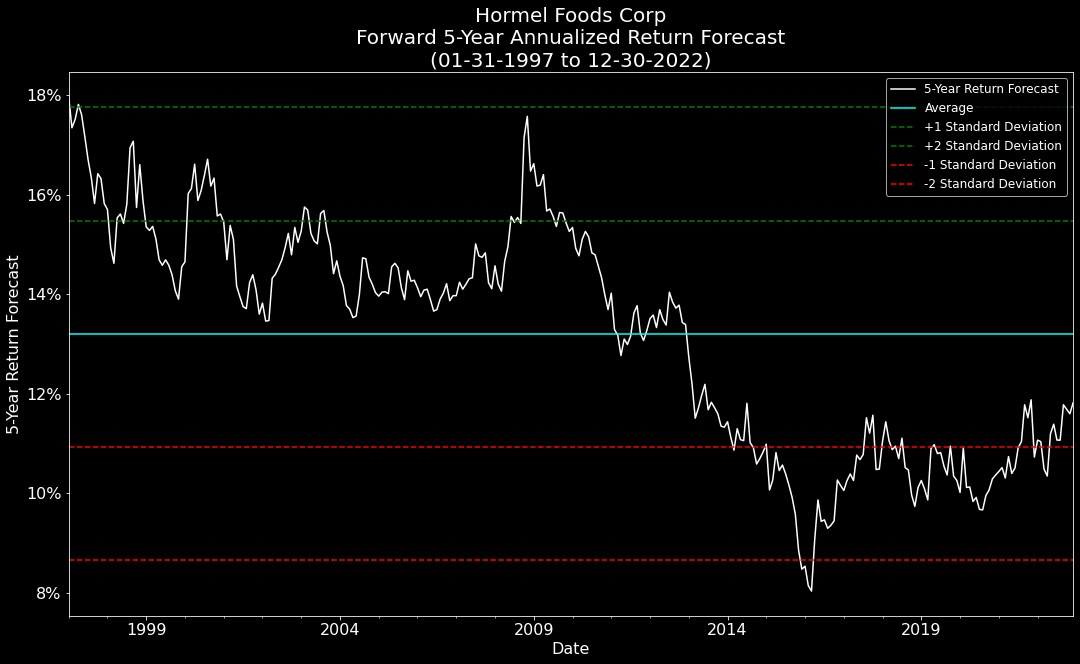 Hormel Foods Corp
Forward 5-Year Annualized Return Forecast
(01-31-1997 to 12-30-2022)
5-Year Return Forecast
Average
+1 Standard Deviation
+2 Standard Deviation
-1 Standard Deviation
-2 Standard Deviation
5-Year Return Forecast
18%
16%
14%
12%
10%
8%
1999
2004
2009
2014
2019
Date